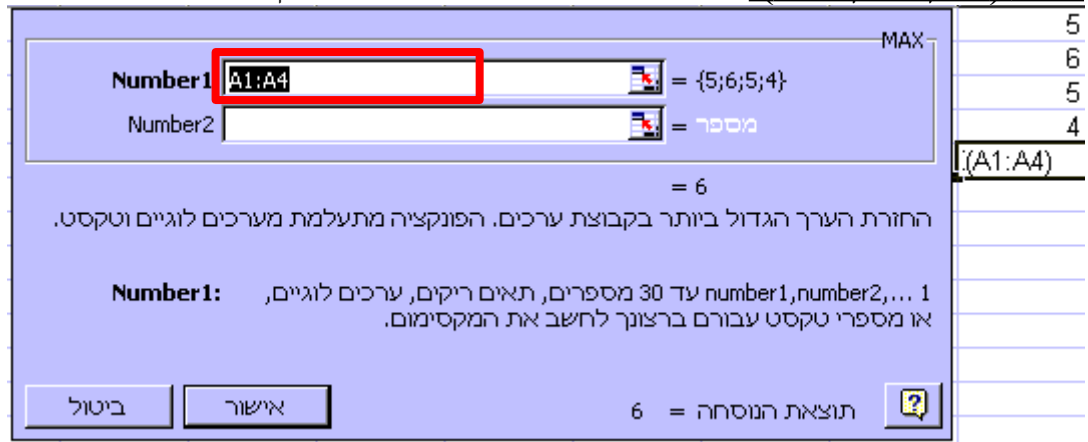 MAX
Number1 A1:A4 = {5;6;5;4}
Number2 = מספר
= 6
החזרת הערך הגדול ביותר בקבוצת ערכים. הפונקציה מתעלמת מערכים לוגיים וטקסט.
Number1: number1,number2,... 1 עד 30 מספרים, תאים ריקים, ערכים לוגיים,
או מספרי טקסט עבורם ברצונך לחשב את המקסימום.
תוצאת הנוסחה = 6
אישור
ביטול
5
6
5
4
(A1:A4)